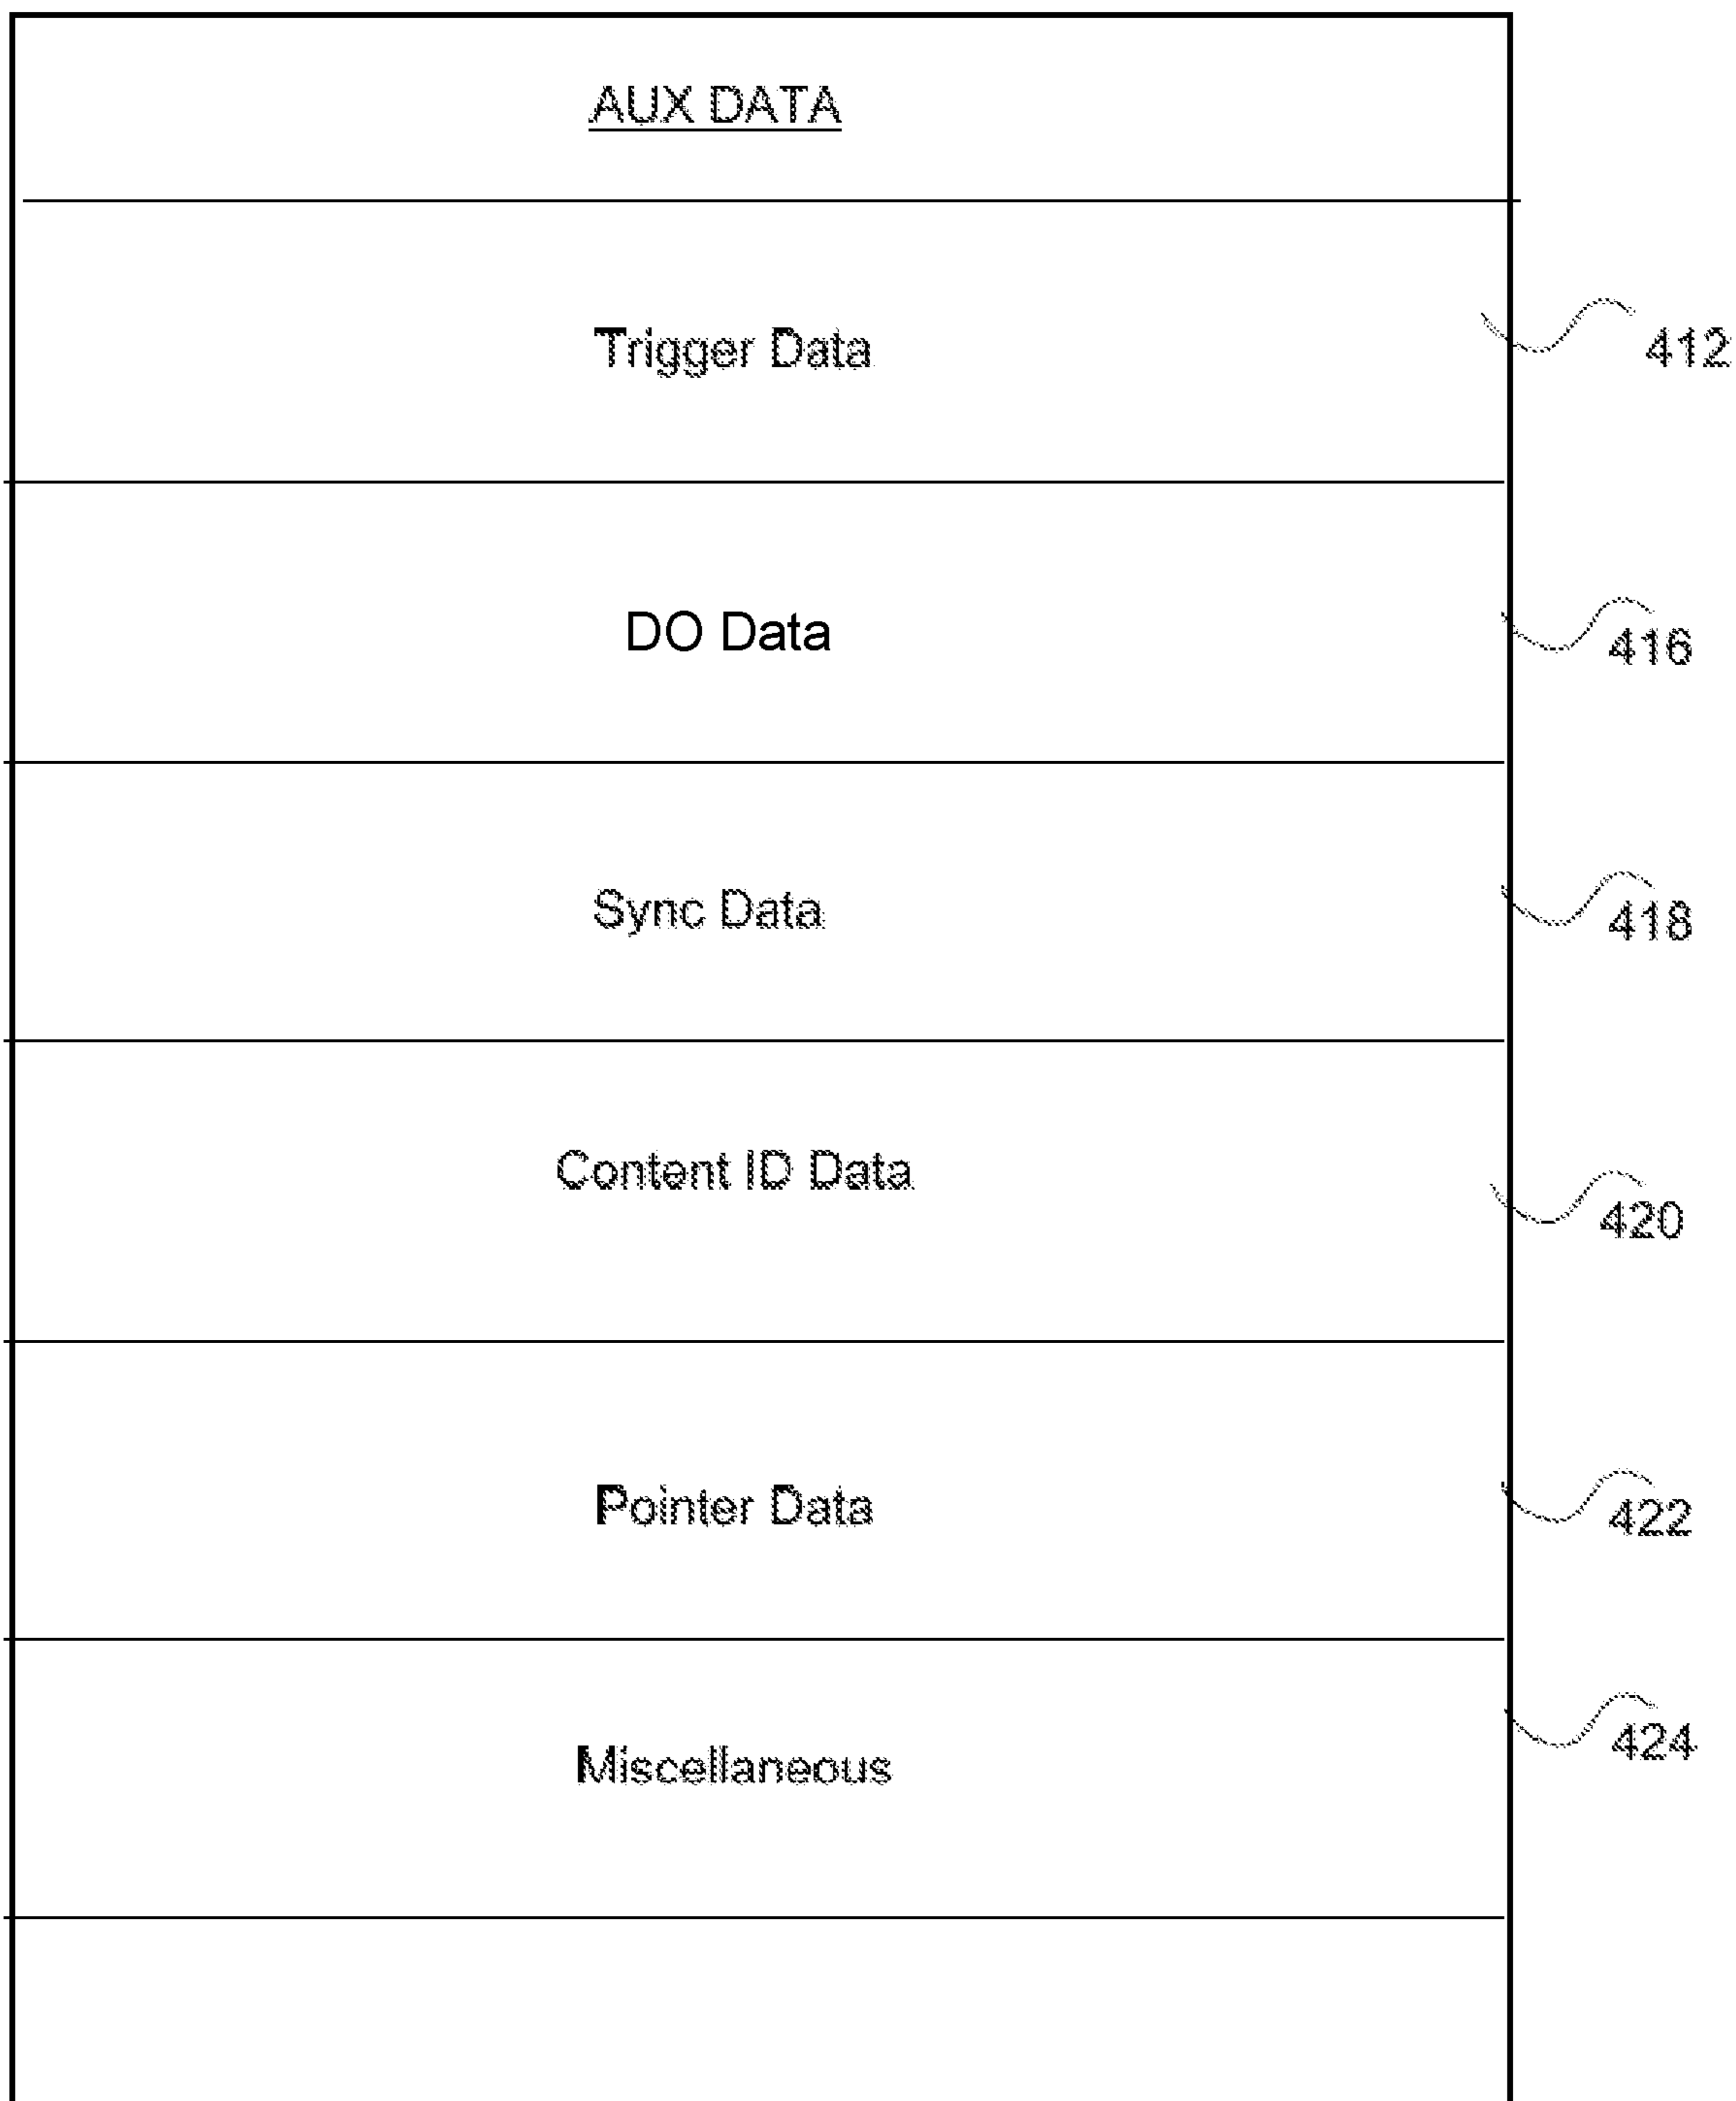 AUX DATA
Trigger Data
412
DO Data
416
Sync Data
418
Content ID Data
420
Pointer Data
422
Miscellaneous
424